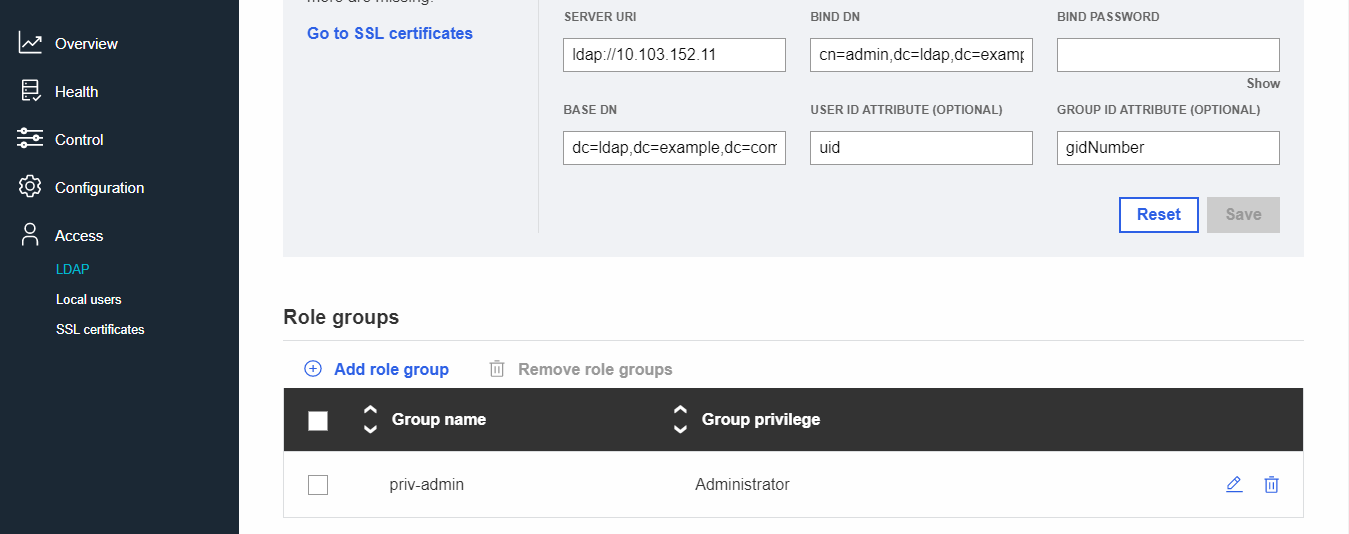 more are missing.
Go to SSL certificates
Overview
Health
Control
Configuration
Access
LDAP
Local users
SSL certificates
SERVER URI
BIND DN
BIND PASSWORD
ldap://10.103.152.11
cn=admin,dc=ldap,dc=examp
Show
BASE DN
USER ID ATTRIBUTE (OPTIONAL)
GROUP ID ATTRIBUTE (OPTIONAL)
dc=ldap,dc=example,dc=com
uid
gidNumber
Reset
Save
Role groups
Add role group
Remove role groups
Group name
Group privilege
priv-admin
Administrator